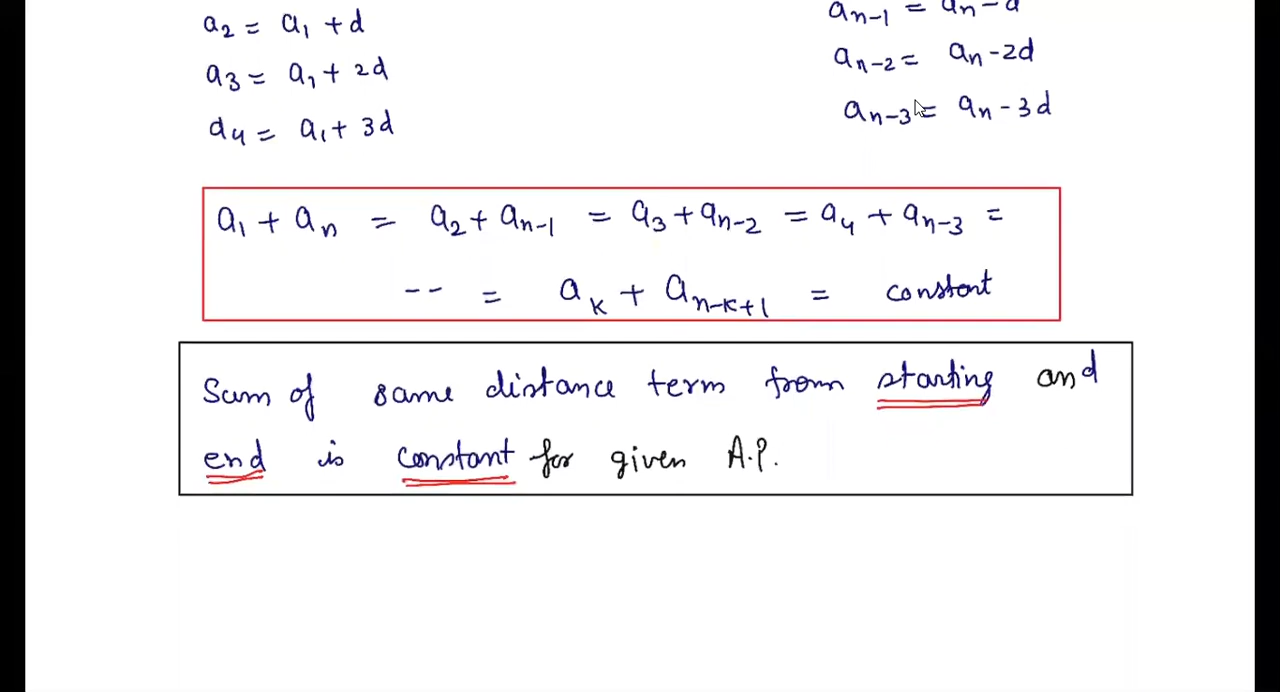 a₂ = a₁ + d
aₙ₋₁ = aₙ - d
a₃ = a₁ + 2d
aₙ₋₂ = aₙ - 2d
a₄ = a₁ + 3d
aₙ₋₃ = aₙ - 3d
a₁ + aₙ = a₂ + aₙ₋₁ = a₃ + aₙ₋₂ = a₄ + aₙ₋₃ =
-- = aₖ + aₙ₋ₖ₊₁ = constant
Sum of same distance term from starting and
end is constant for given A.P.